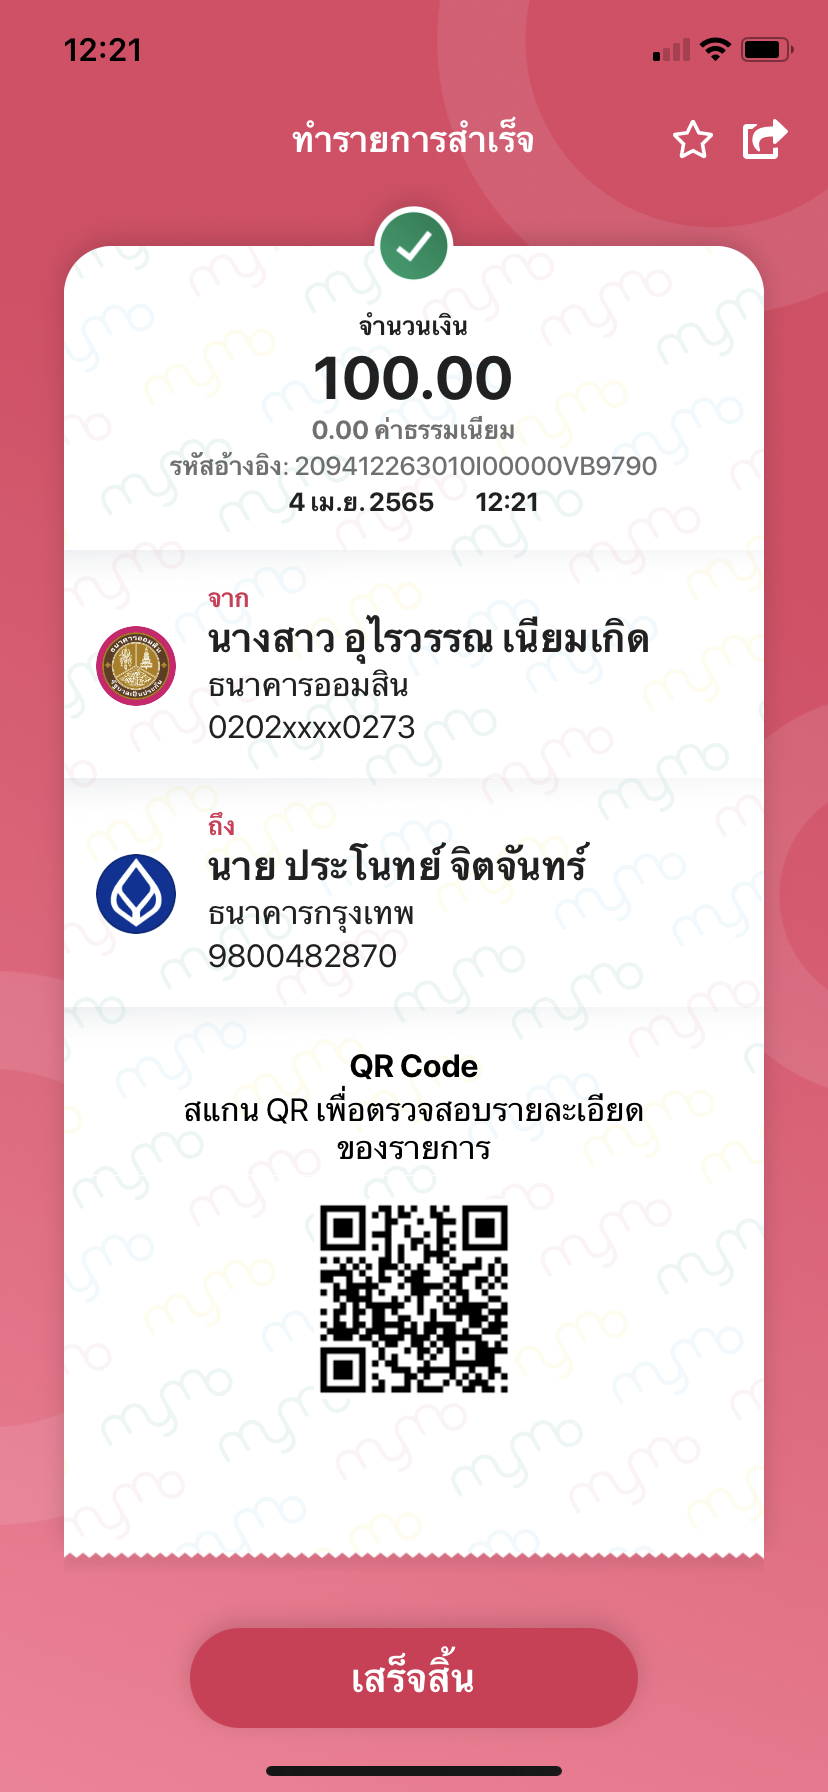 12:21
ทำรายการสำเร็จ
จำนวนเงิน
100.00
0.00 ค่าธรรมเนียม
รหัสอ้างอิง: 209412263010I00000VB9790
4 เม.ย. 2565 12:21
จาก
นางสาว อุไรวรรณ เนียมเกิด
ธนาคารออมสิน
0202xxxx0273
ถึง
นาย ประโนทย์ จิตจันทร์
ธนาคารกรุงเทพ
9800482870
QR Code
สแกน QR เพื่อตรวจสอบรายละเอียด
ของรายการ
เสร็จสิ้น